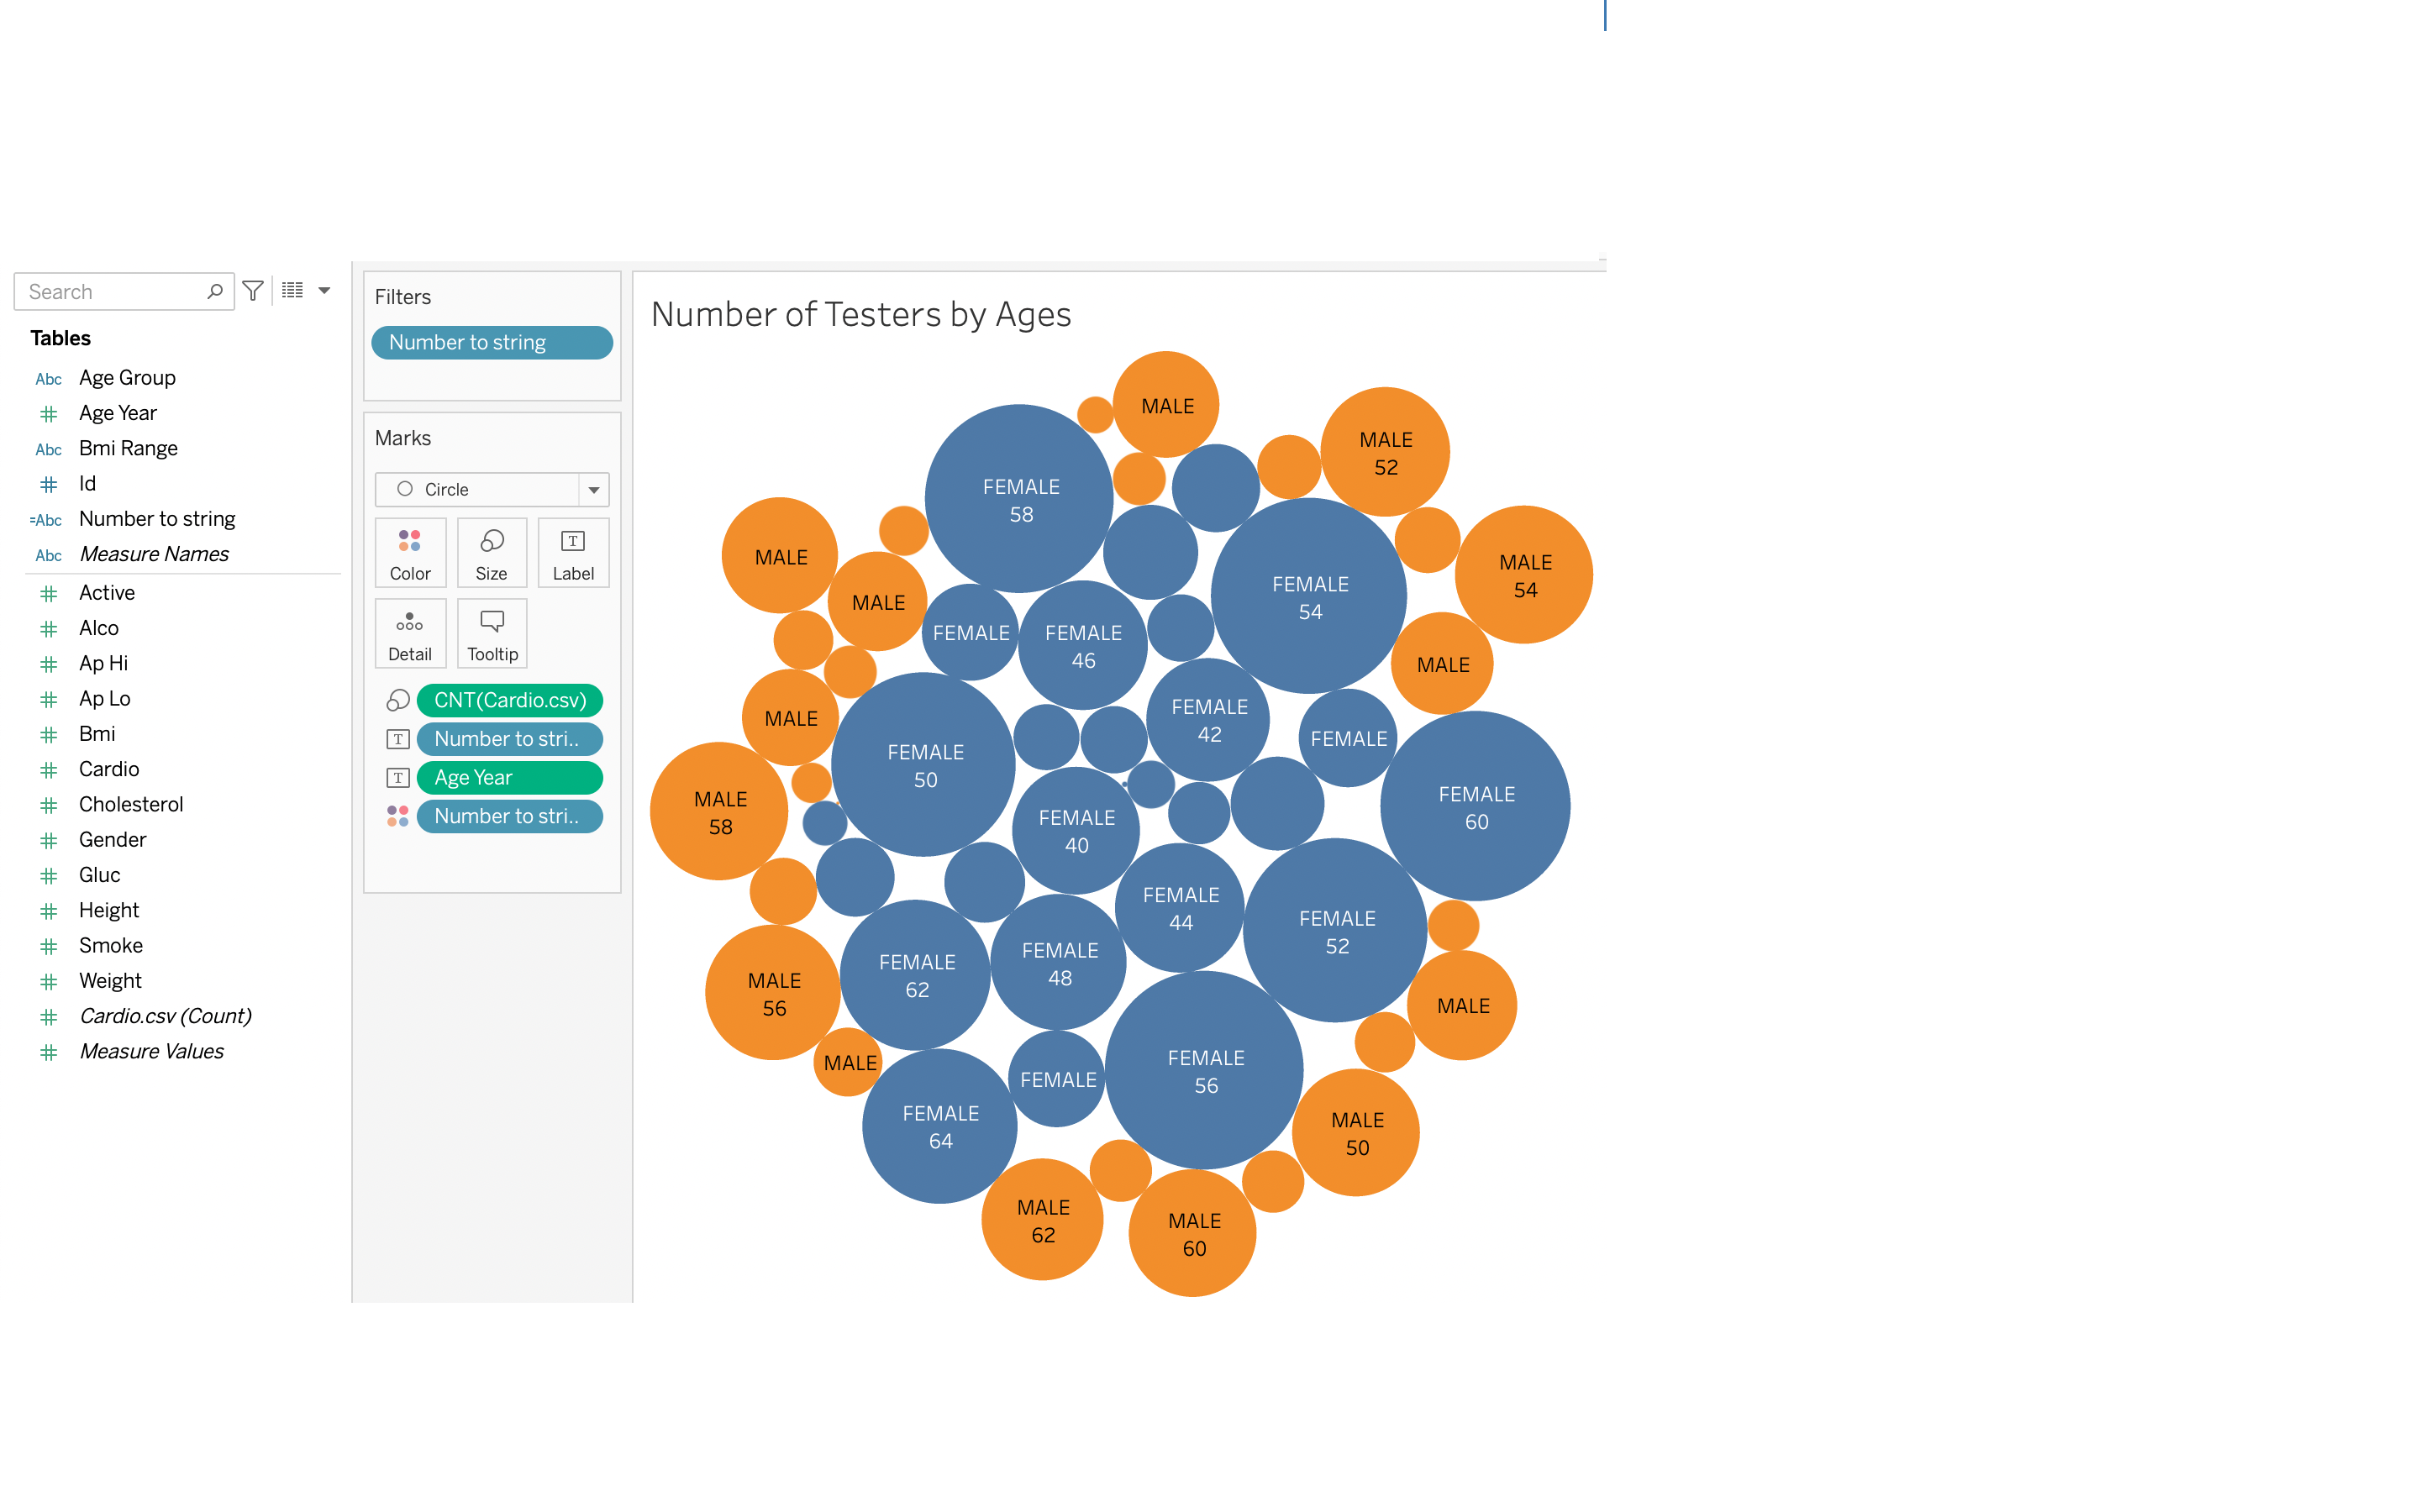 Search
Tables
Abc Age Group
Age Year
Abc Bmi Range
Id
=Abc Number to string
Abc Measure Names
Active
Alco
Ap Hi
Ap Lo
Bmi
Cardio
Cholesterol
Gender
Gluc
Height
Smoke
Weight
Cardio.csv (Count)
Measure Values
Filters
Number to string
Marks
Circle
Color
Size
T
Label
Detail
Tooltip
CNT(Cardio.csv)
T Number to stri..
T Age Year
Number to stri..
Number of Testers by Ages
MALE
MALE
52
FEMALE
58
MALE
MALE
54
FEMALE
54
MALE
FEMALE
FEMALE
46
MALE
MALE
FEMALE
42
FEMALE
FEMALE
50
MALE
58
FEMALE
40
FEMALE
60
FEMALE
44
FEMALE
52
FEMALE
62
FEMALE
48
MALE
56
MALE
MALE
FEMALE
FEMALE
56
FEMALE
64
MALE
50
MALE
62
MALE
60